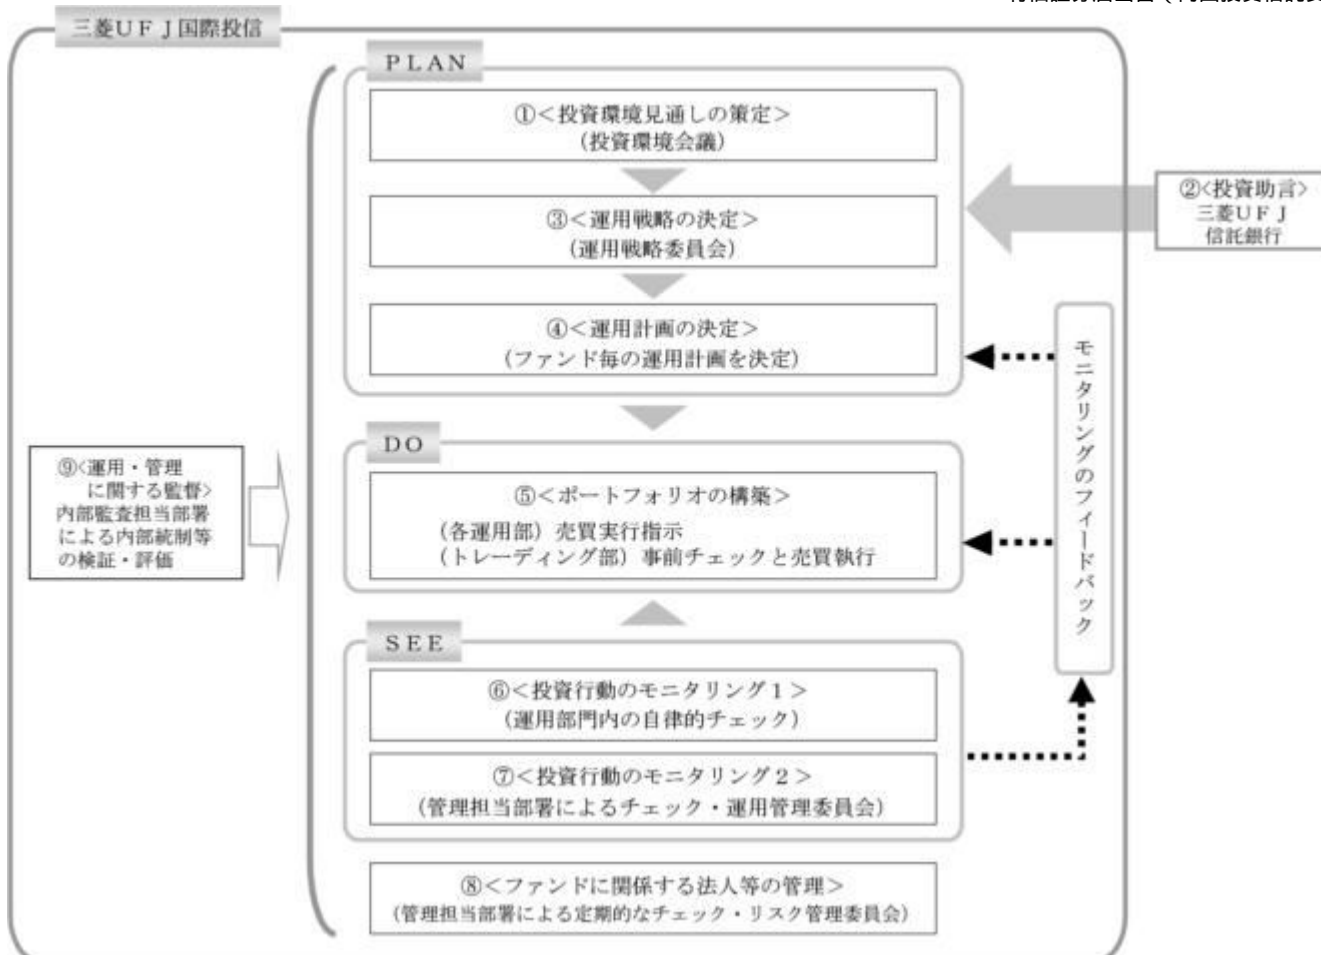 三菱UFJ国際投信
PLAN
①<投資環境見通しの策定>
(投資環境会議)
②<投資助言>
三菱UFJ
信託銀行
③<運用戦略の決定>
(運用戦略委員会)
④<運用計画の決定>
(ファンド毎の運用計画を決定)
モニタリングのフィードバック
DO
⑤<ポートフォリオの構築>
(各運用部)売買実行指示
(トレーディング部)事前チェックと売買執行
⑨<運用・管理
に関する監督>
内部監査担当部署
による内部統制等
の検証・評価
SEE
⑥<投資行動のモニタリング1>
(運用部門内の自律的チェック)
⑦<投資行動のモニタリング2>
(管理担当部署によるチェック・運用管理委員会)
⑧<ファンドに関係する法人等の管理>
(管理担当部署による定期的なチェック・リスク管理委員会)